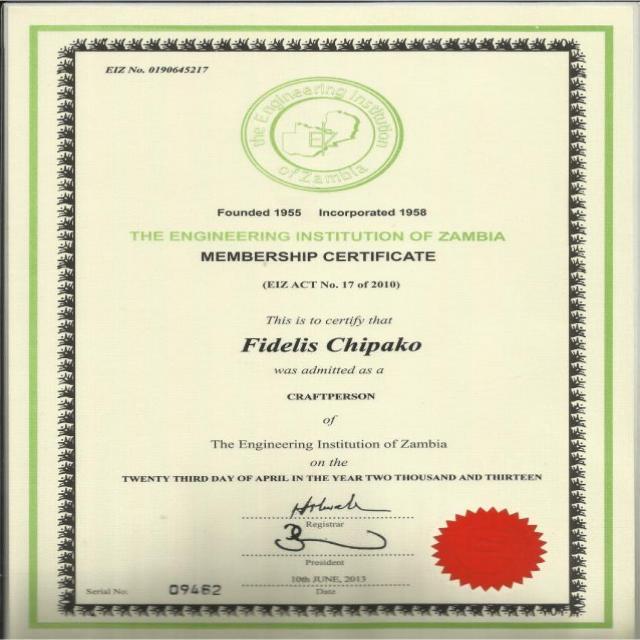 EIZ No. 0190645217
the Engineering Institution
of Zambia
EIZ
Founded 1955 Incorporated 1958
THE ENGINEERING INSTITUTION OF ZAMBIA
MEMBERSHIP CERTIFICATE
(EIZ ACT No. 17 of 2010)
This is to certify that
Fidelis Chipako
was admitted as a
CRAFTPERSON
of
The Engineering Institution of Zambia
on the
TWENTY THIRD DAY OF APRIL IN THE YEAR TWO THOUSAND AND THIRTEEN
Registrar
President
10th JUNE, 2013
Serial No: 09462 Date